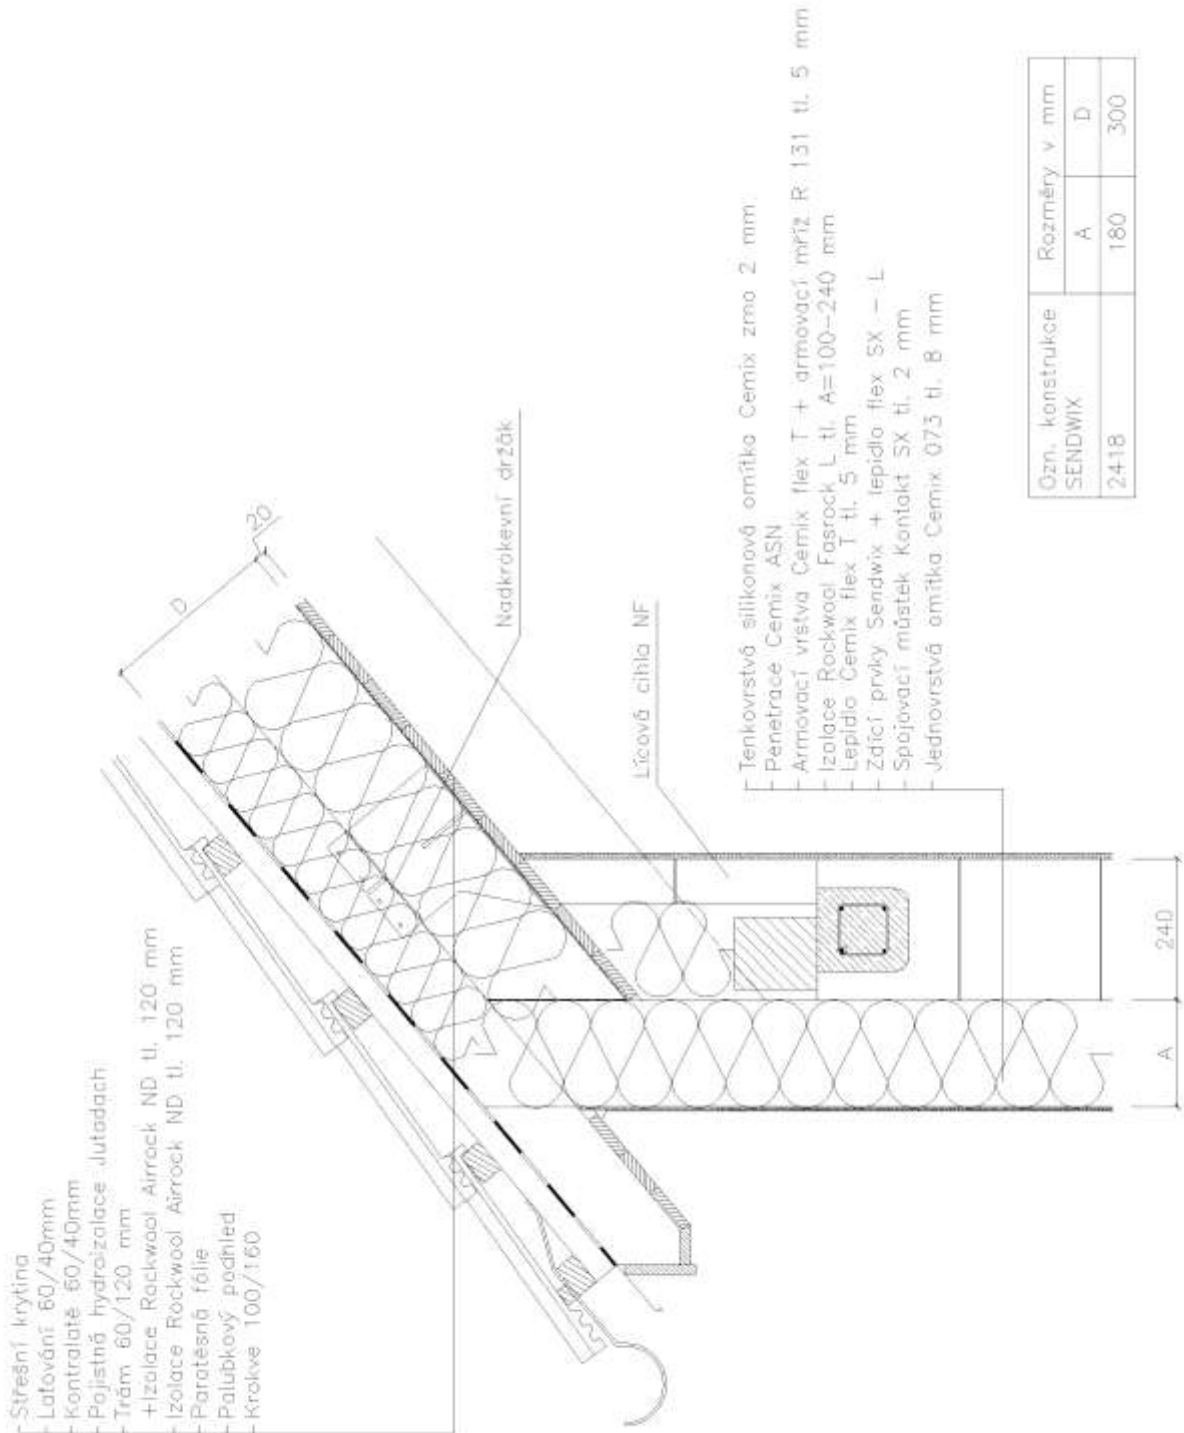 Střešní krytina
Laťování 60/40mm
Kontralatě 60/40mm
Pojistná hydroizolace Jutadach
Trám 60/120 mm
+Izolace Rockwool Airrock ND tl. 120 mm
Izolace Rockwool Airrock ND tl. 120 mm
Parotěsná fólie
Palubkový podhled
Krokve 100/160
D
20
Nadkrokevní držák
Lícová cihla NF
Tenkovrstvá silikonová omítka Cemix zrno 2 mm
Penetrace Cemix ASN
Armovací vrstva Cemix flex T + armovací mříž R 131 tl. 5 mm
Izolace Rockwool Fasrock L tl. A=100-240 mm
Lepidlo Cemix flex T tl. 5 mm
Zdící prvky Sendwix + lepidlo flex SX - L
Spojovací můstek Kontakt SX tl. 2 mm
Jednovrstvá omítka Cemix 073 tl. 8 mm
A
240
Ozn. konstrukce SENDWIX
Rozměry v mm
A
D
2418
180
300